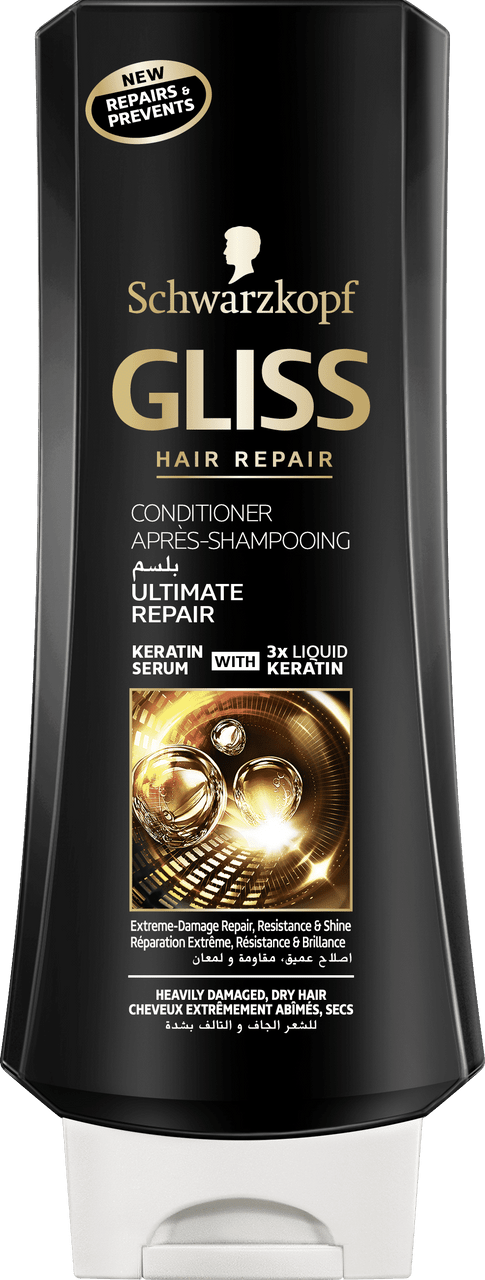 NEW
REPAIRS &
PREVENTS
Schwarzkopf
GLISS
HAIR REPAIR
CONDITIONER
APRÈS-SHAMPOOING
بلسم
ULTIMATE
REPAIR
KERATIN
SERUM
WITH
3x LIQUID
KERATIN
Extreme-Damage Repair, Resistance & Shine
Réparation Extrême, Résistance & Brillance
اصلاح عميق، مقاومة و لمعان
HEAVILY DAMAGED, DRY HAIR
CHEVEUX EXTRÊMEMENT ABÎMÉS, SECS
للشعر الجاف و التالف بشدة